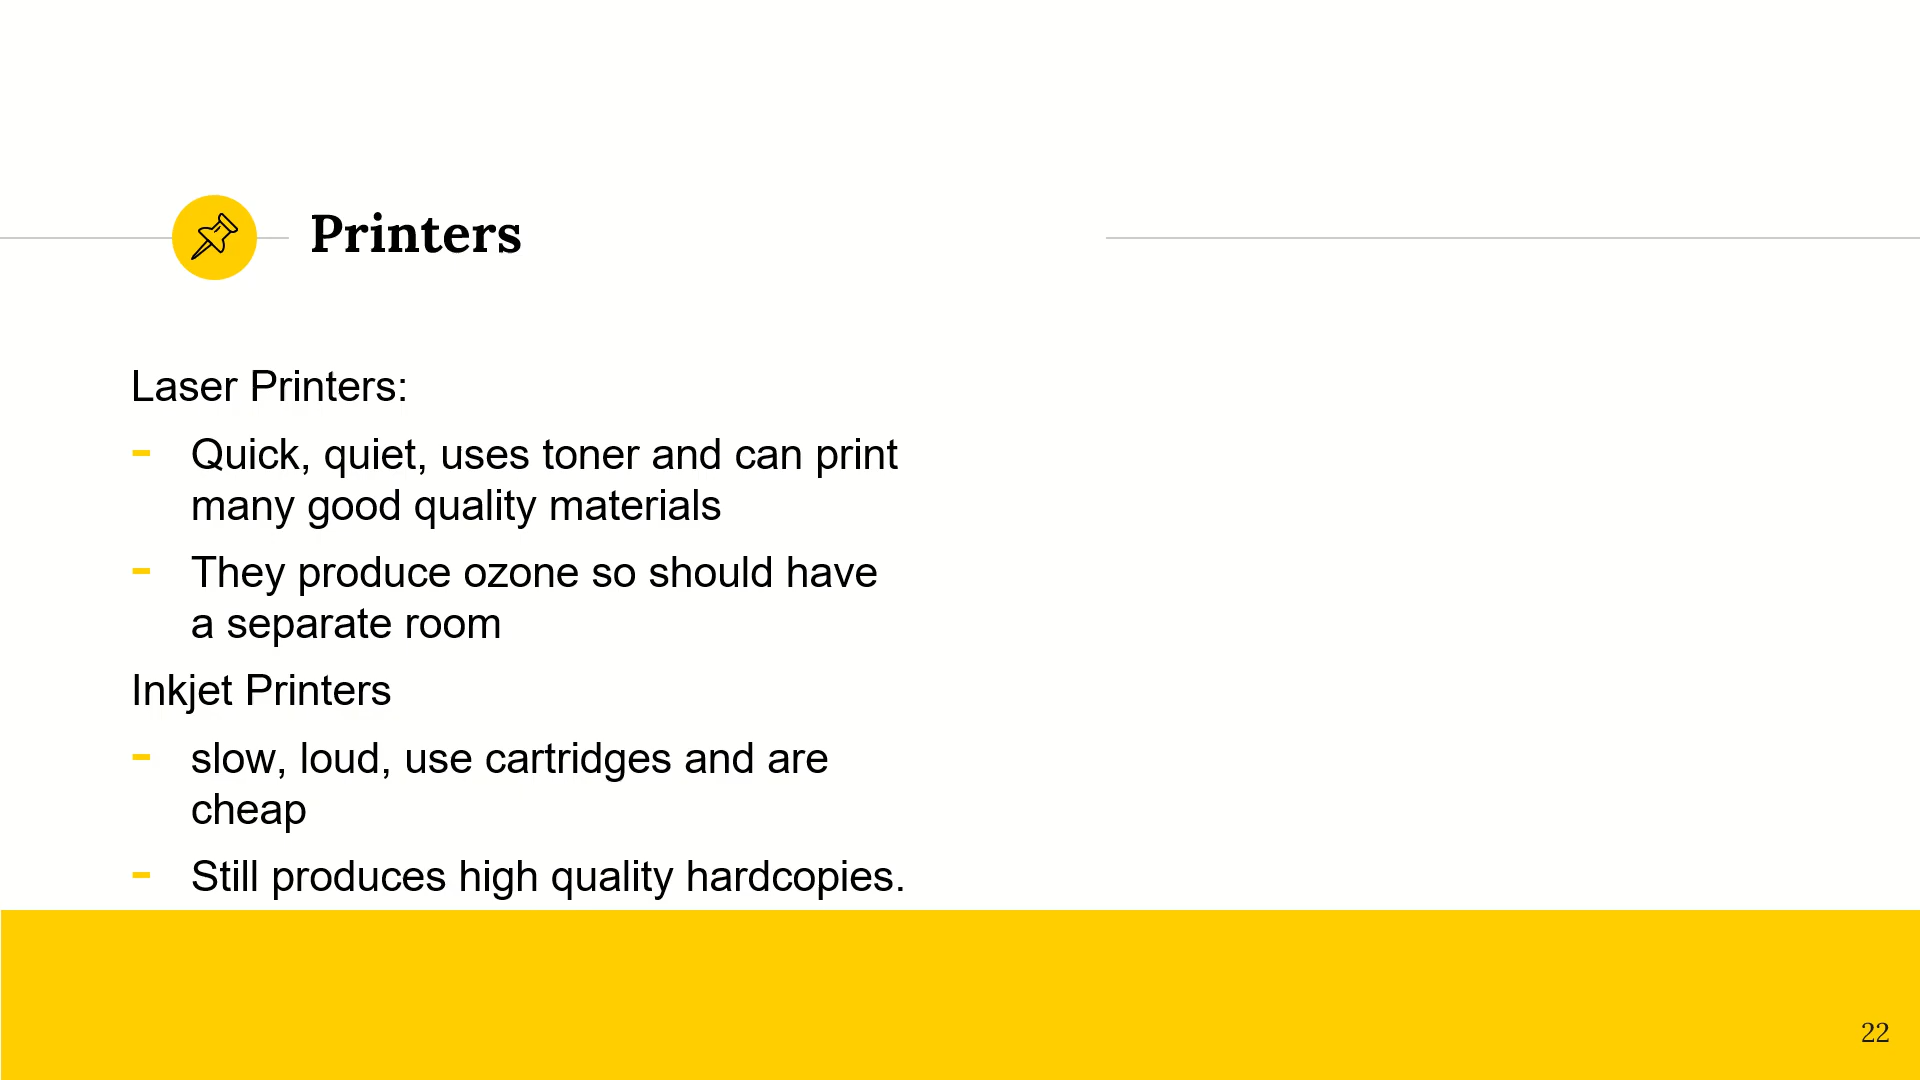 Printers
Laser Printers:
- Quick, quiet, uses toner and can print
many good quality materials
- They produce ozone so should have
a separate room
Inkjet Printers
- slow, loud, use cartridges and are
cheap
- Still produces high quality hardcopies.
22